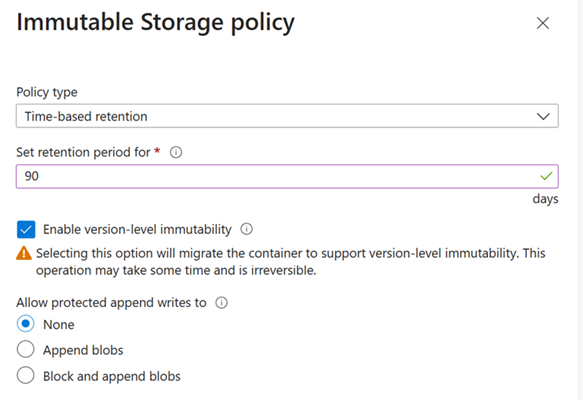 Immutable Storage policy
Policy type
Time-based retention
Set retention period for *
90
days
Enable version-level immutability
Selecting this option will migrate the container to support version-level immutability. This
operation may take some time and is irreversible.
Allow protected append writes to
None
Append blobs
Block and append blobs